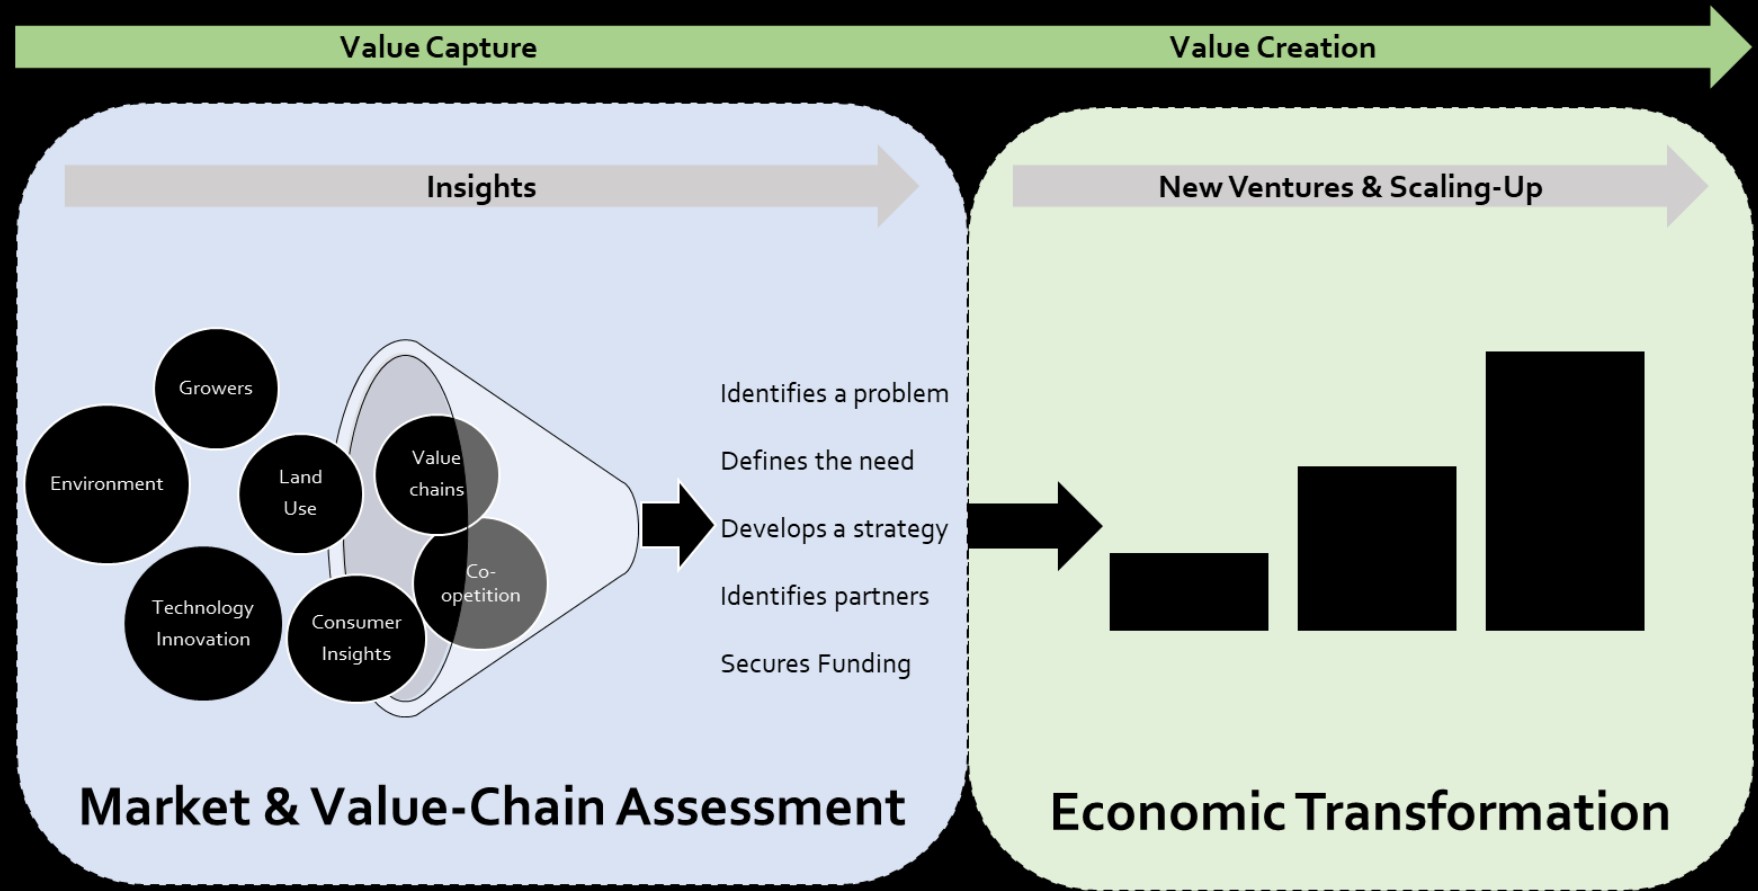 Value Capture
Value Creation
Insights
New Ventures & Scaling-Up
Growers
Environment
Land
Use
Value
chains
Co-
opetition
Technology
Innovation
Consumer
Insights
Identifies a problem
Defines the need
Develops a strategy
Identifies partners
Secures Funding
Market & Value-Chain Assessment
Economic Transformation